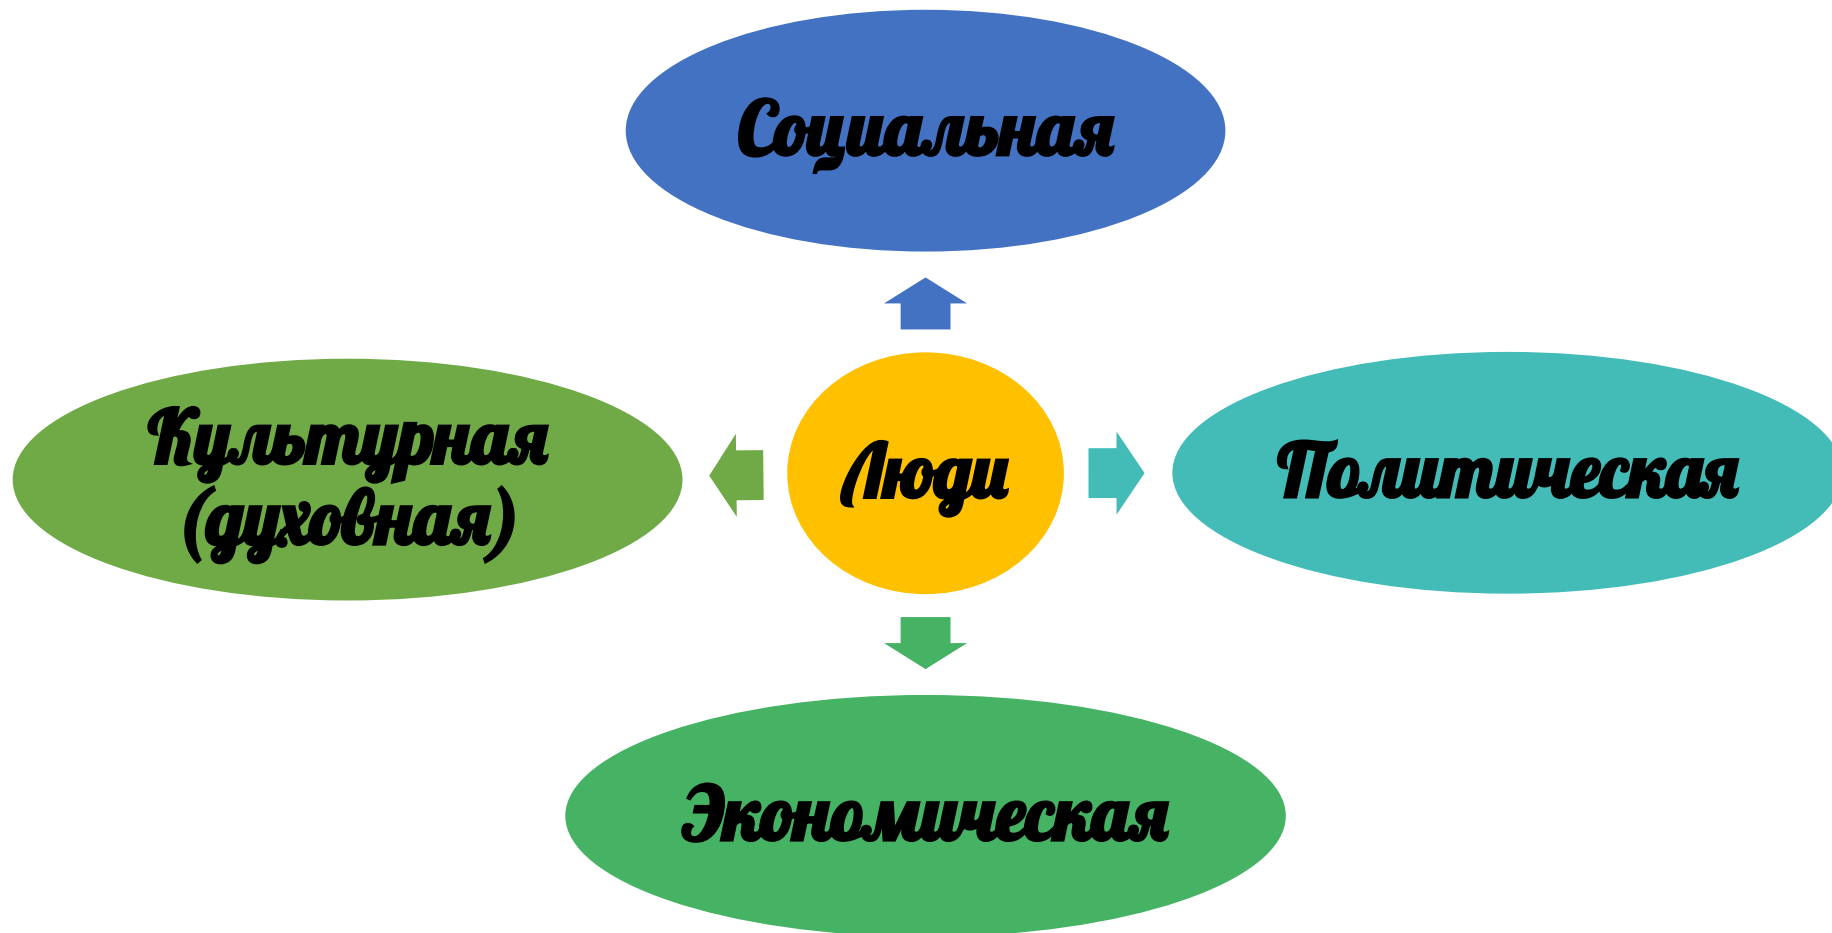 Социальная
Культурная
(духовная)
Люди
Политическая
Экономическая